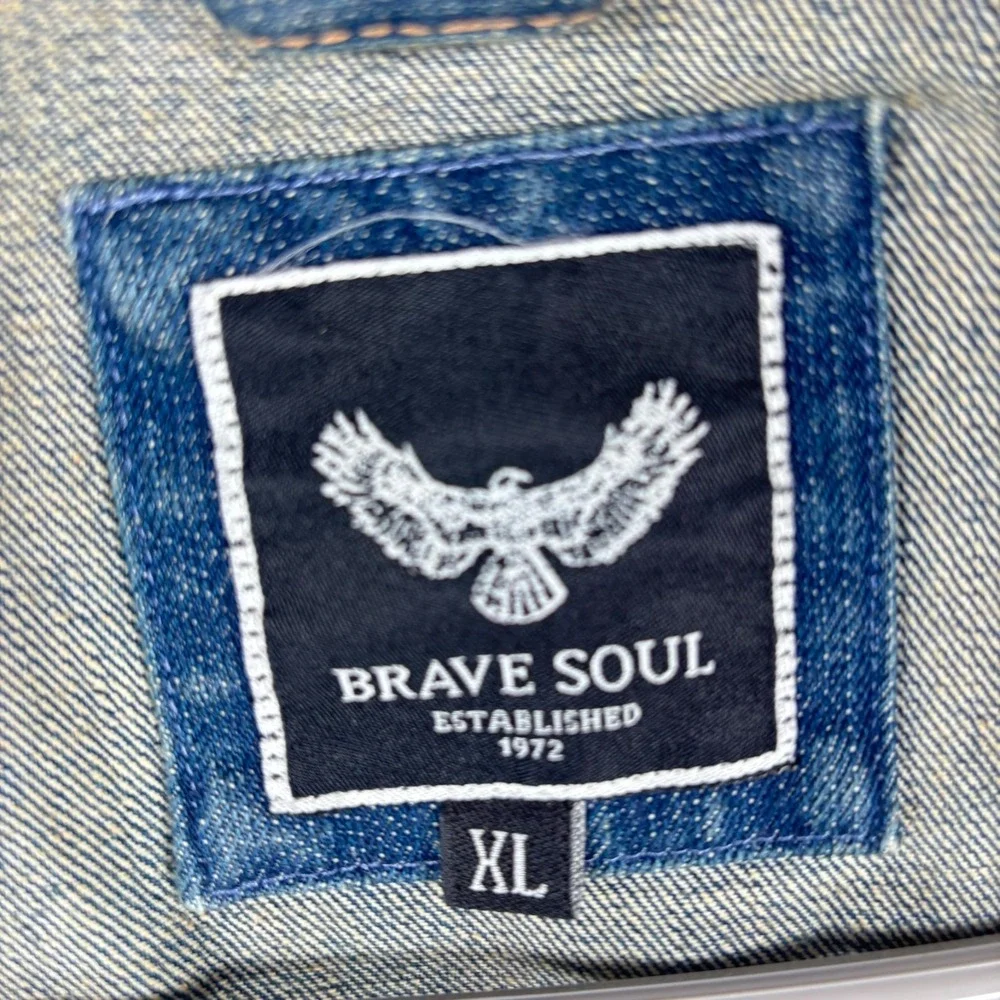 BRAVE SOUL
ESTABLISHED
1972
XL